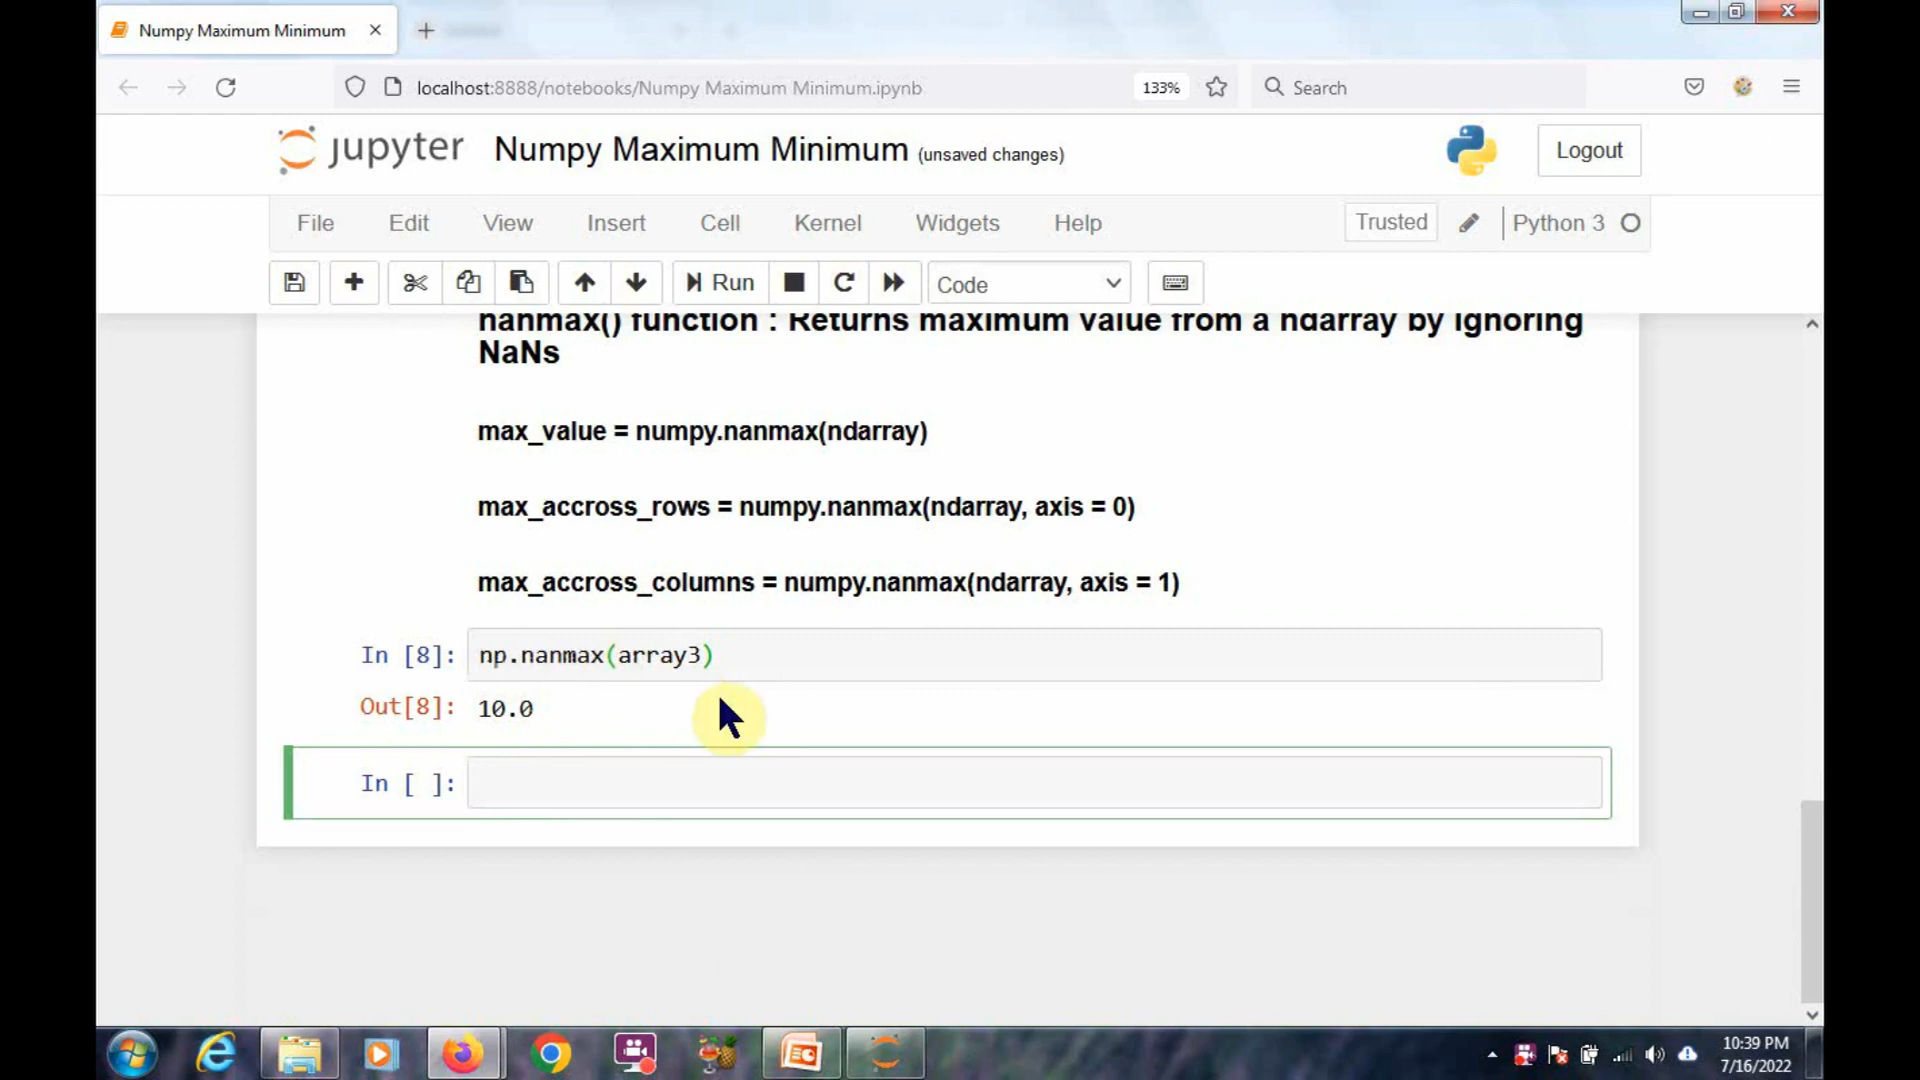 Numpy Maximum Minimum
localhost:8888/notebooks/Numpy Maximum Minimum.ipynb
133%
Search
jupyter
Numpy Maximum Minimum (unsaved changes)
Logout
File Edit View Insert Cell Kernel Widgets Help
Trusted
Python 3
Run
Code
nanmax() function : Returns maximum value from a ndarray by ignoring
NaNs
max_value = numpy.nanmax(ndarray)
max_accross_rows = numpy.nanmax(ndarray, axis = 0)
max_accross_columns = numpy.nanmax(ndarray, axis = 1)
In [8]: np.nanmax(array3)
Out[8]: 10.0
In [ ]:
10:39 PM
7/16/2022